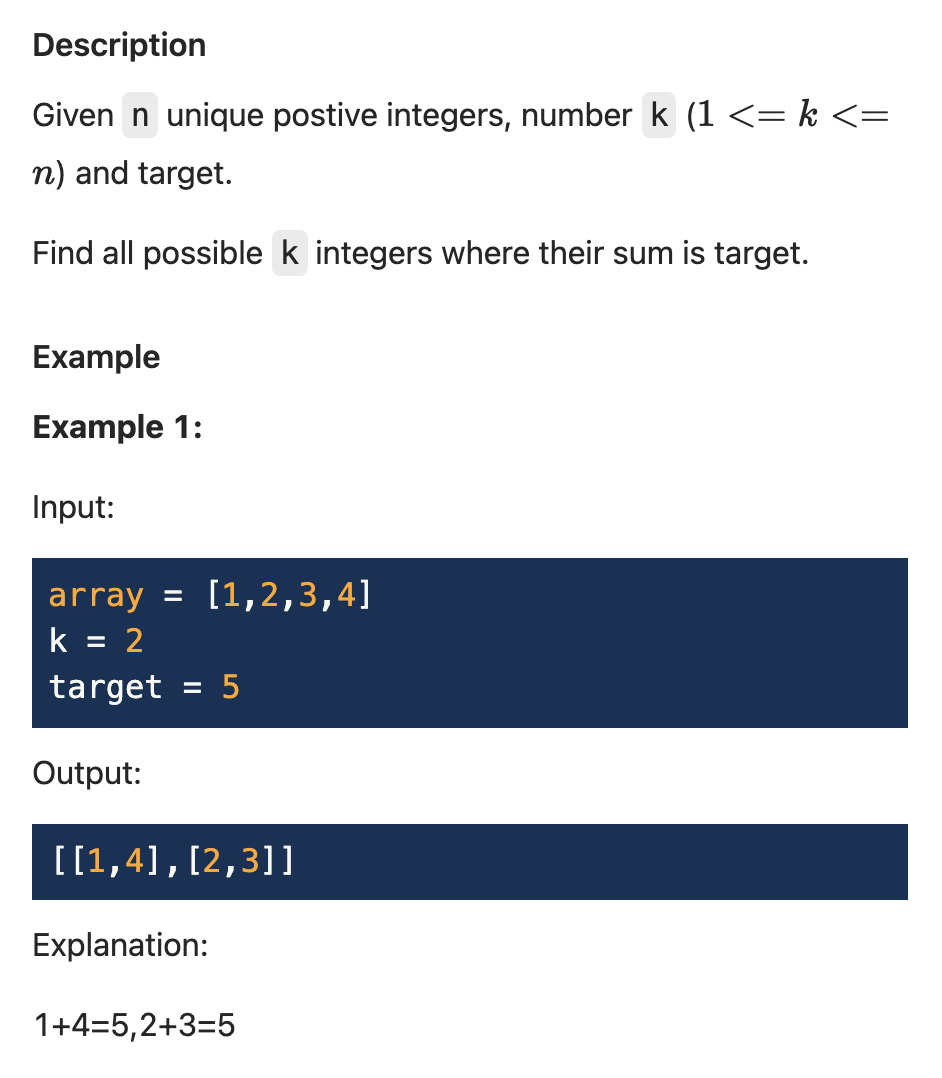 Description
Given n unique postive integers, number k (1 <= k <=
n) and target.
Find all possible k integers where their sum is target.
Example
Example 1:
Input:
array = [1,2,3,4]
k = 2
target = 5
Output:
[[1,4],[2,3]]
Explanation:
1+4=5,2+3=5